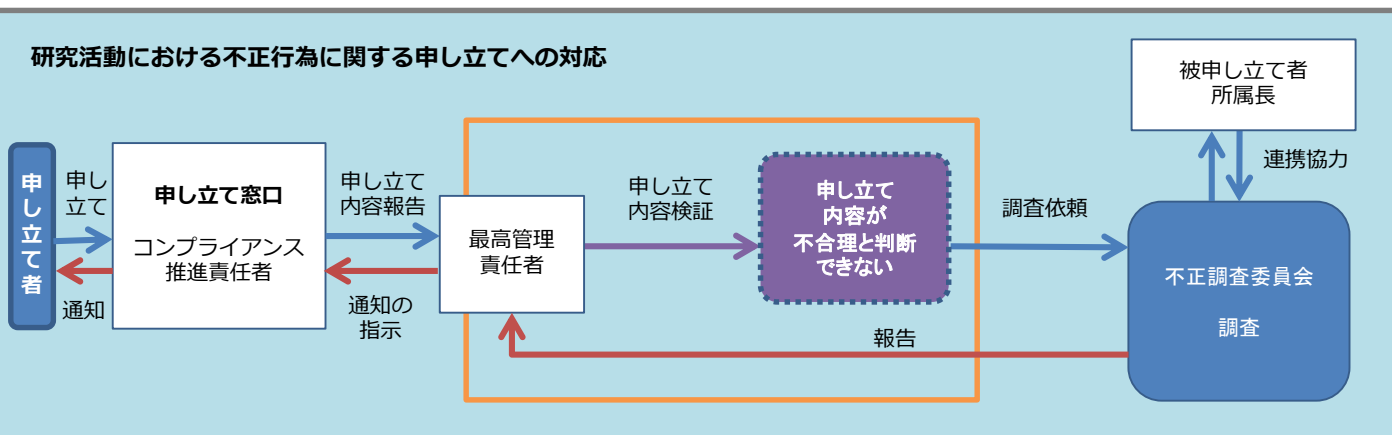 研究活動における不正行為に関する申し立てへの対応
申し立て者
申し
立て
通知
申し立て窓口
コンプライアンス
推進責任者
申し立て
内容報告
通知の
指示
最高管理
責任者
申し立て
内容検証
申し立て
内容が
不合理と判断
できない
調査依頼
報告
被申し立て者
所属長
連携協力
不正調査委員会
調査